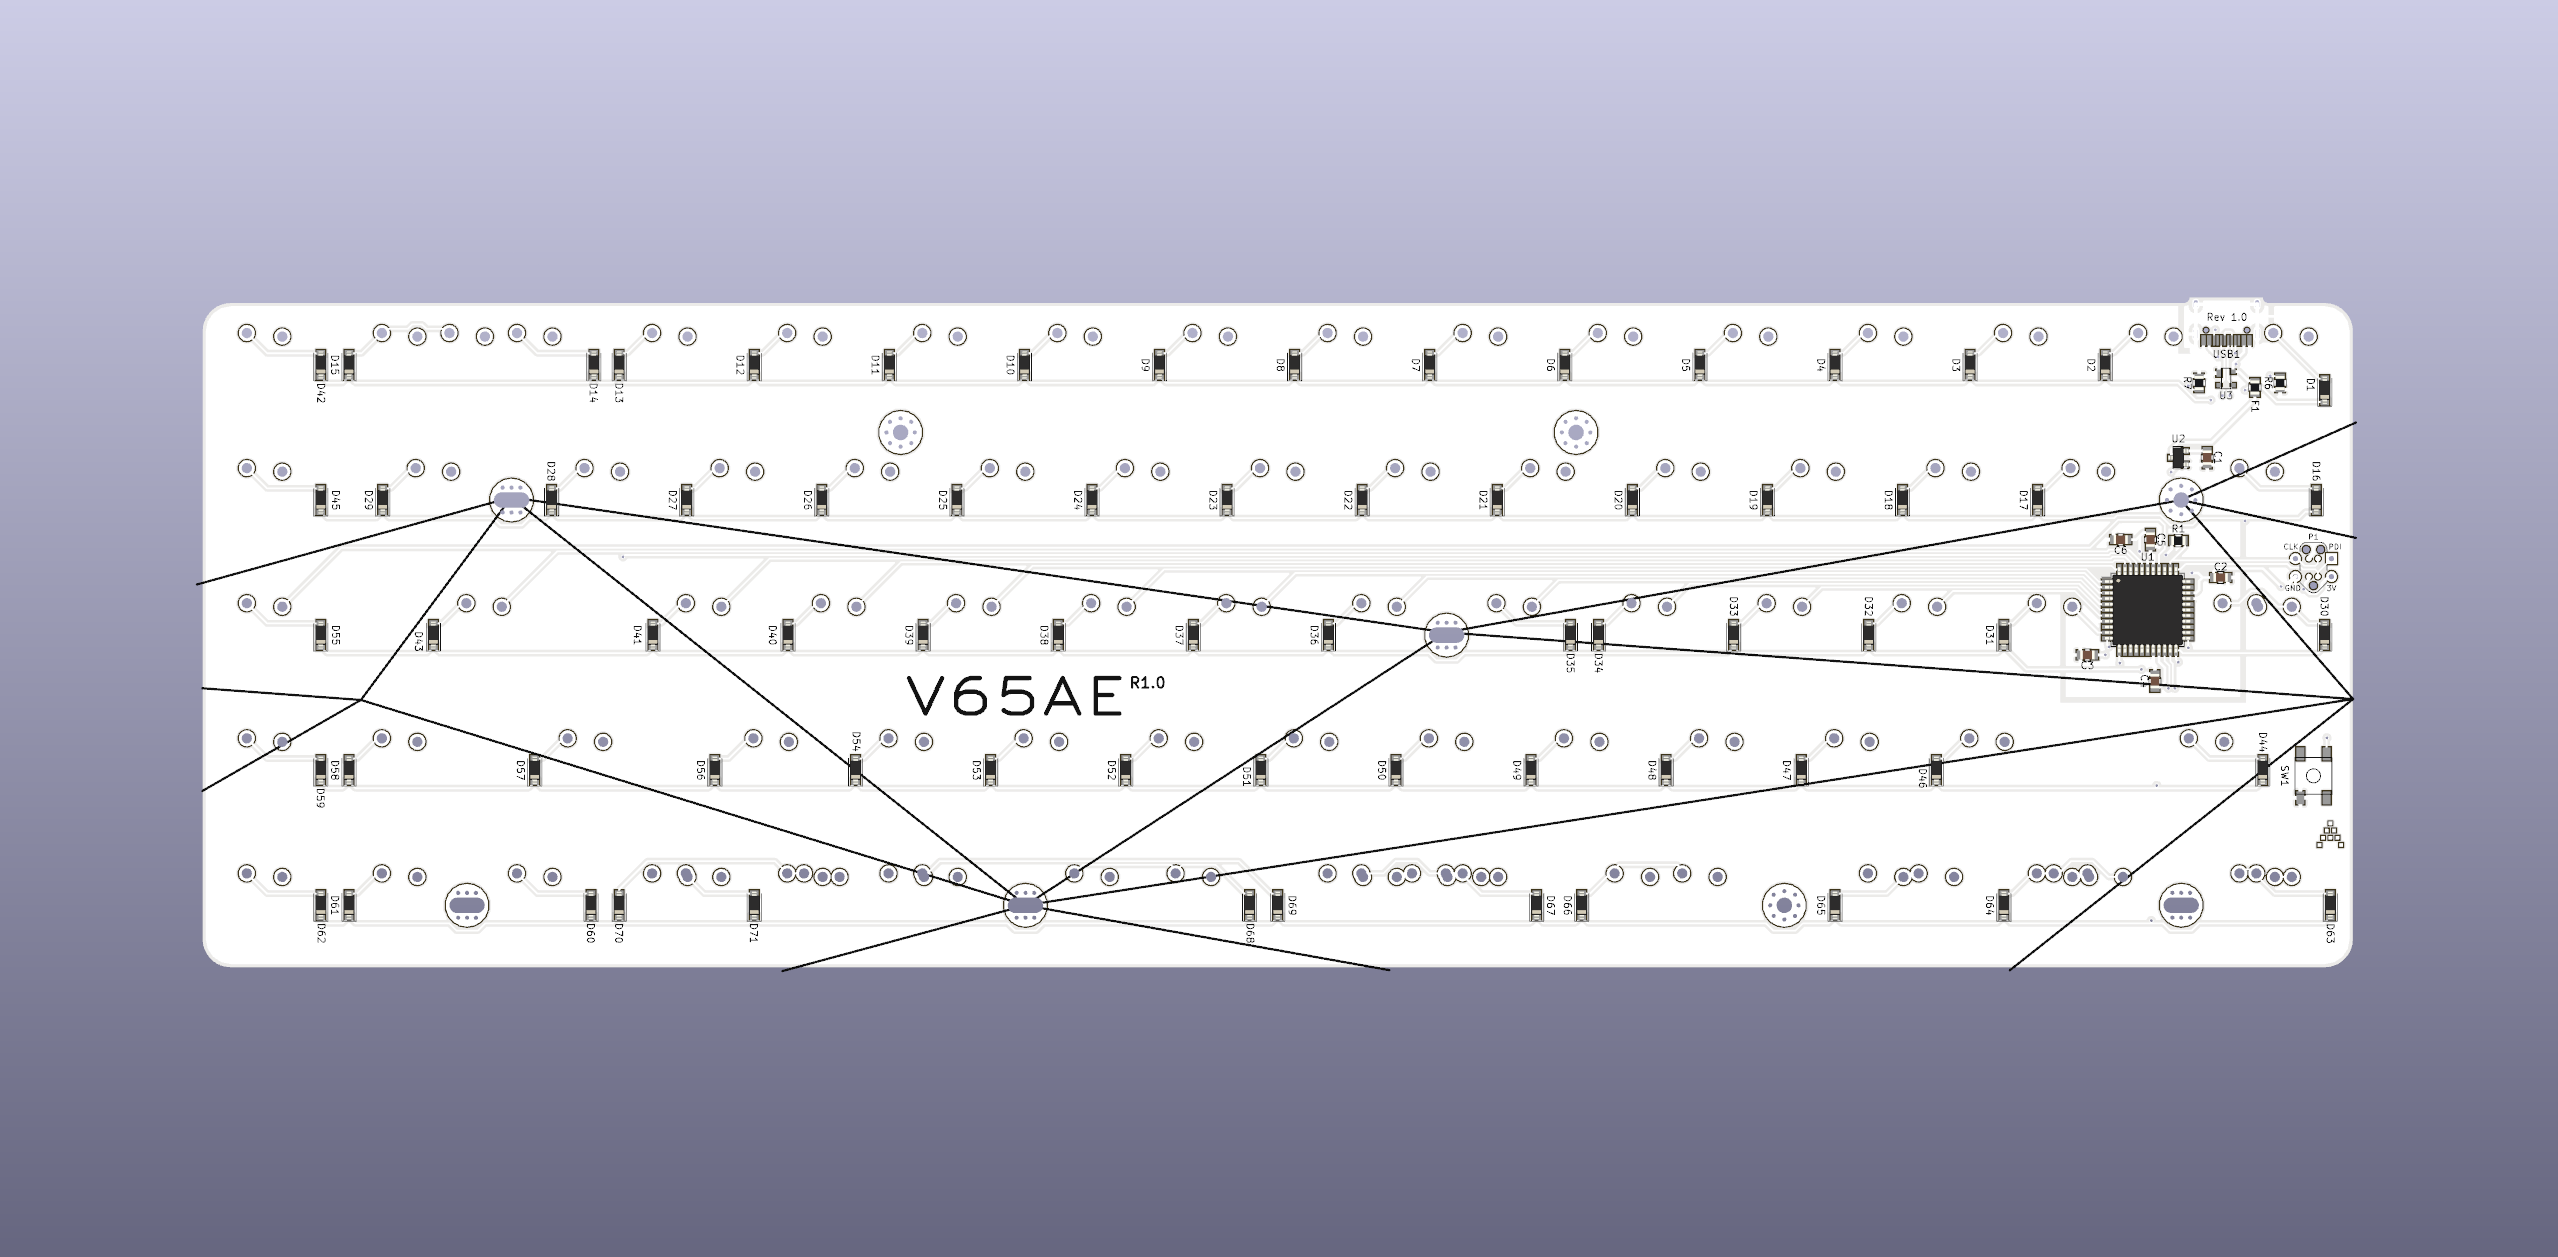 Rev 1.0
USB1
D42 D15 D14 D13 D12 D11 D10 D9 D8 D7 D6 D5 D4 D3 D2 R7 U3 F1 R6 D1
U2 C1
D45 D29 D28 D27 D26 D25 D24 D23 D22 D21 D20 D19 D18 D17 D16
C6 C5 R1 U1 C2 P1
CLK PDI
GND 3V
D55 D43 D41 D40 D39 D38 D37 D36 D35 D34 D33 D32 D31 D30
C3 C4
V65AE R1.0
D59 D58 D57 D56 D54 D53 D52 D51 D50 D49 D48 D47 D46 D44 SW1
D62 D61 D60 D70 D71 D68 D69 D67 D66 D65 D64 D63